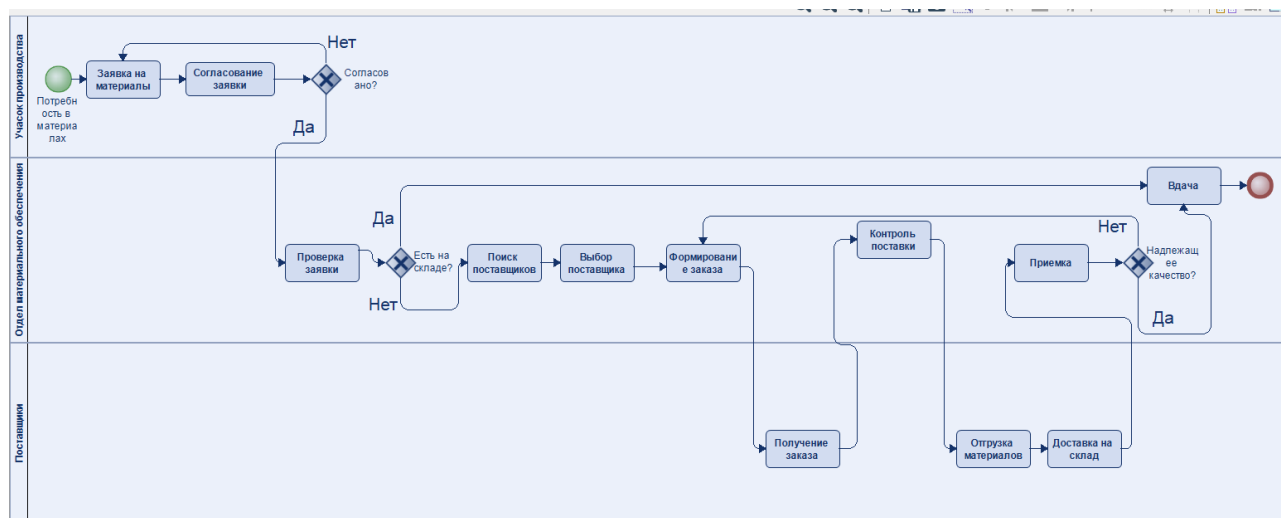 Учасок производства
Потребн
ость в
материа
лах
Заявка на
материалы
Согласование
заявки
Нет
Согласов
ано?
Да
Отдел материального обеспечения
Проверка
заявки
Да
Есть на
складе?
Нет
Поиск
поставщиков
Выбор
поставщика
Формировани
е заказа
Контроль
поставки
Приемка
Нет
Надлежащ
ее
качество?
Да
Вдача
Поставщики
Получение
заказа
Отгрузка
материалов
Доставка на
склад